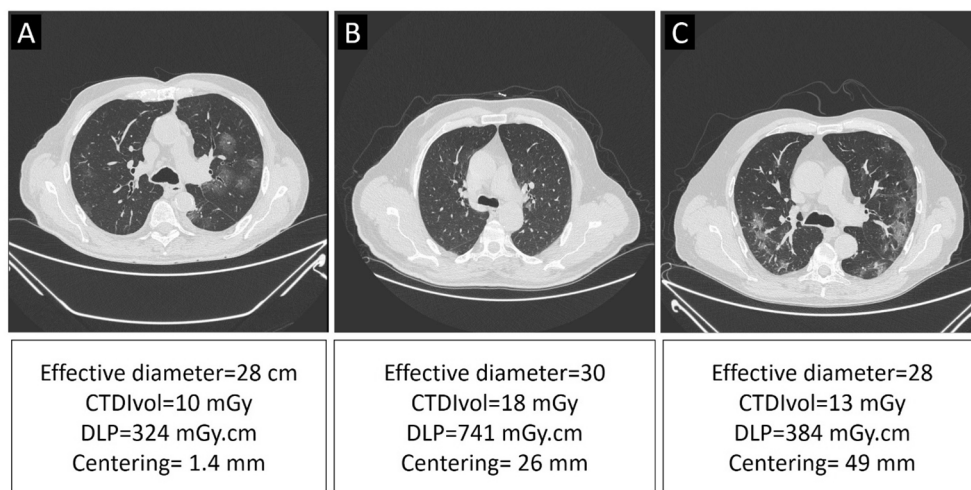 A
B
C
Effective diameter=28 cm
CTDIvol=10 mGy
DLP=324 mGy.cm
Centering= 1.4 mm
Effective diameter=30
CTDIvol=18 mGy
DLP=741 mGy.cm
Centering= 26 mm
Effective diameter=28
CTDIvol=13 mGy
DLP=384 mGy.cm
Centering= 49 mm